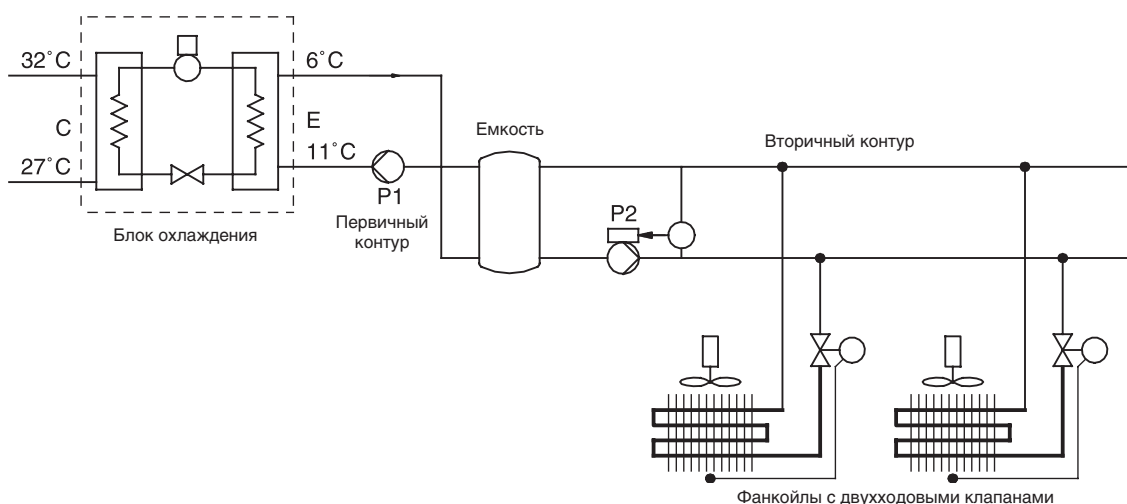 32°C
6°C
C
E
27°C
11°C
P1
Блок охлаждения
Первичный
контур
Емкость
Вторичный контур
P2
Фанкойлы с двухходовыми клапанами